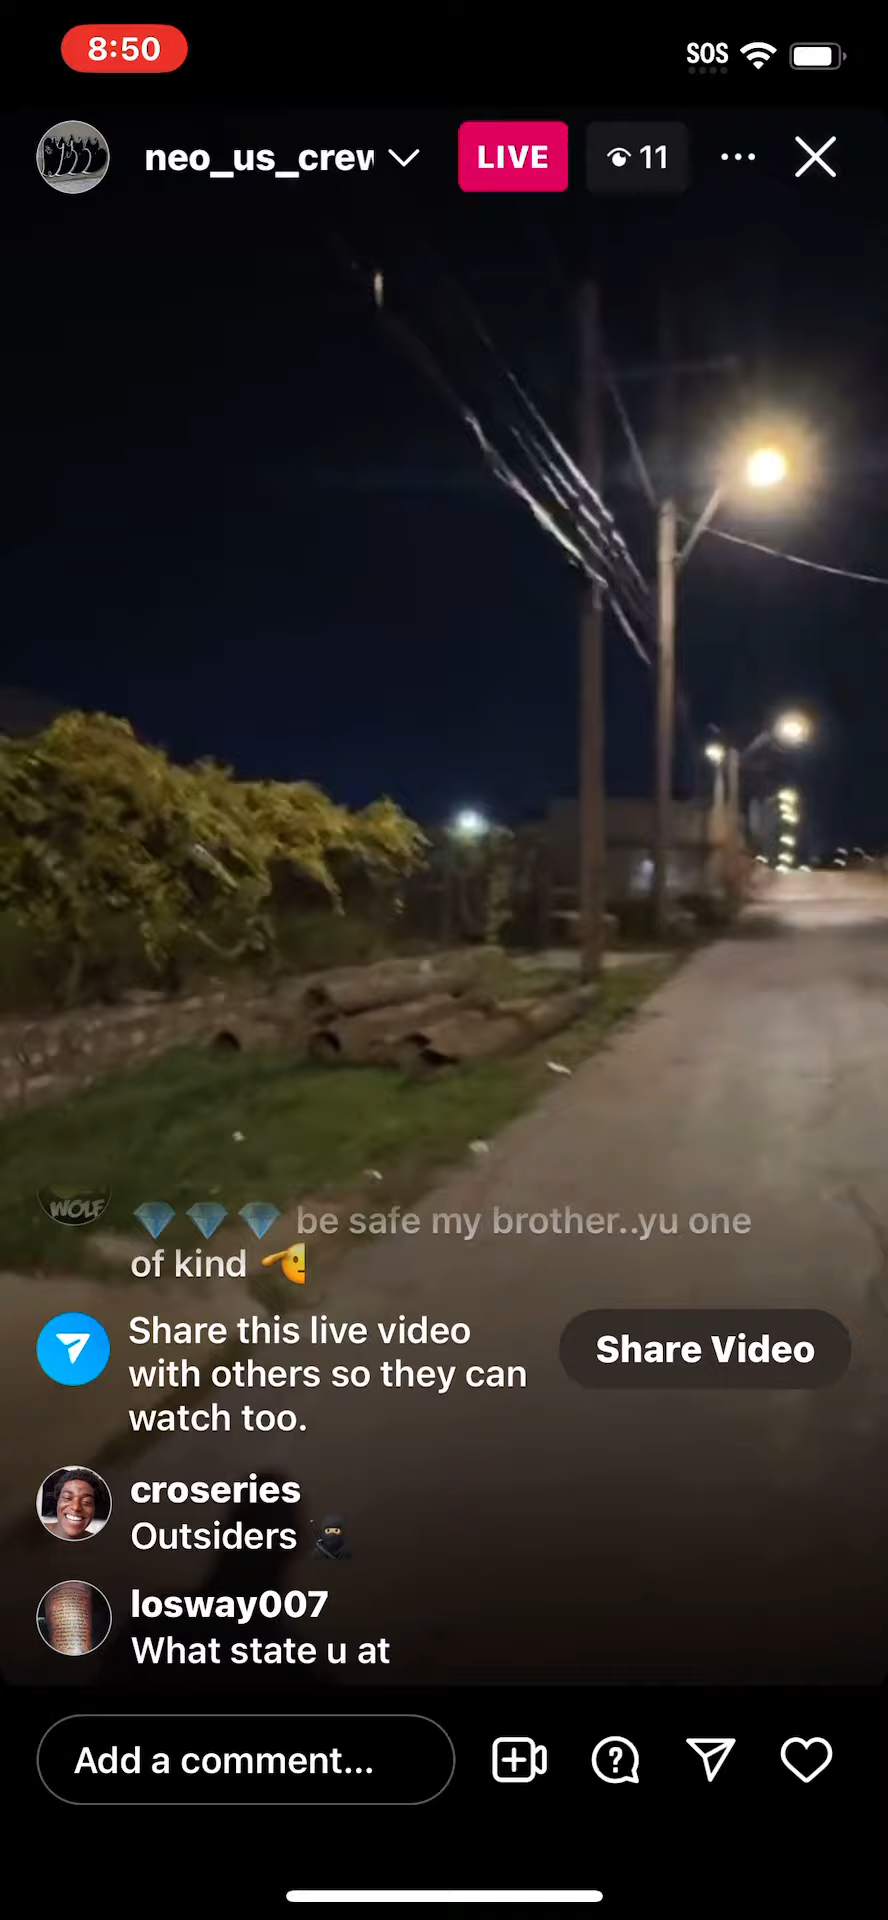 8:50
SOS
neo_us_crew
LIVE
11
WOLF
💎💎💎 be safe my brother..yu one
of kind 🫡
Share this live video
with others so they can
watch too.
Share Video
croseries
Outsiders 🥷
losway007
What state u at
Add a comment...